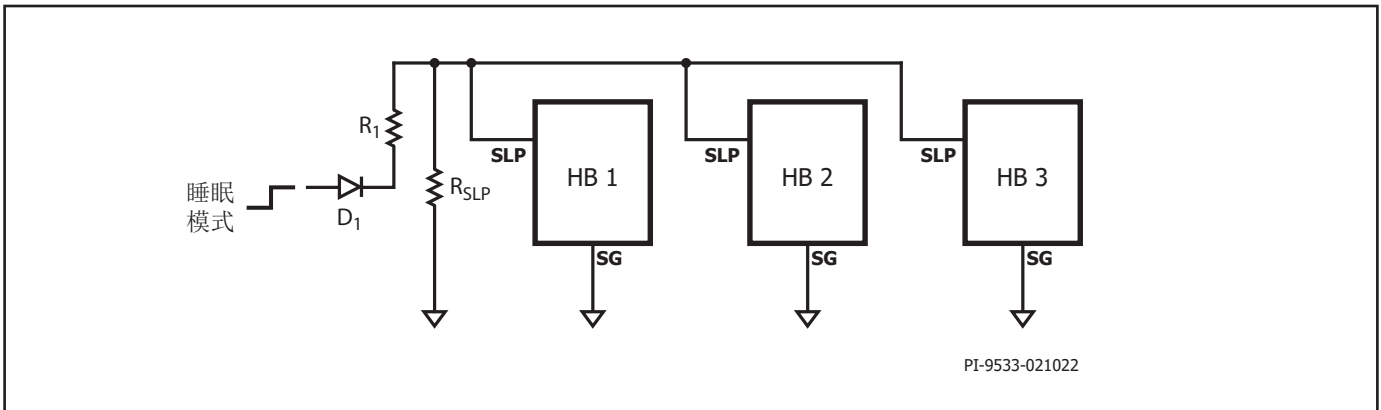 R1
睡眠
模式
D1
RSLP
SLP
HB 1
SG
SLP
HB 2
SG
SLP
HB 3
SG
PI-9533-021022